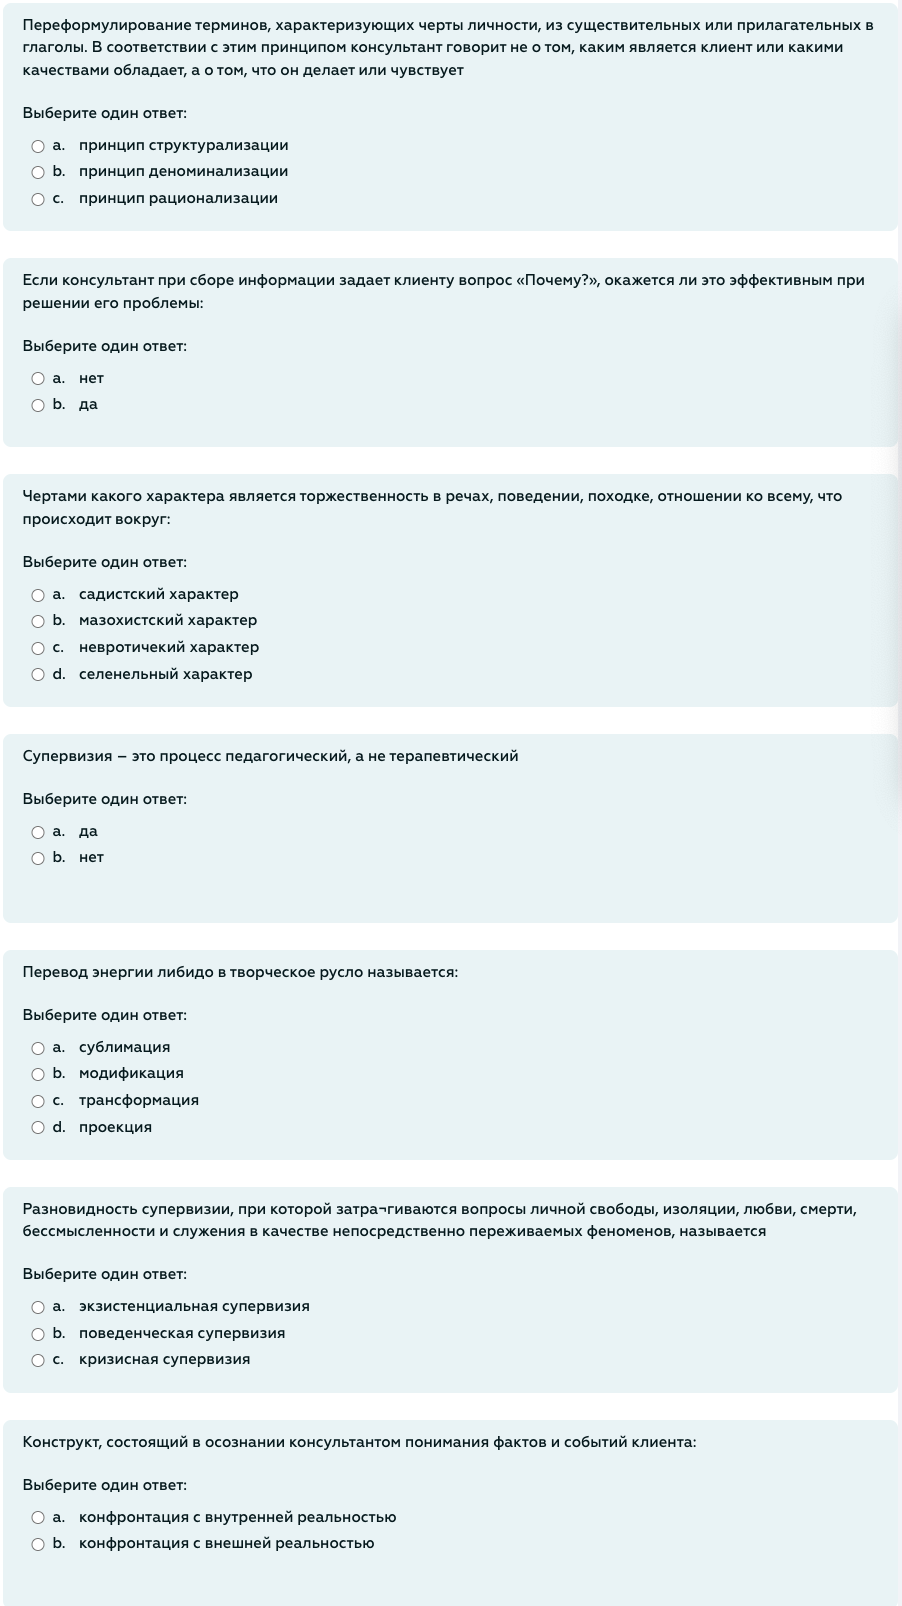 Переформулирование терминов, характеризующих черты личности, из существительных или прилагательных в
глаголы. В соответствии с этим принципом консультант говорит не о том, каким является клиент или какими
качествами обладает, а о том, что он делает или чувствует
Выберите один ответ:
a. принцип структурализации
b. принцип деноминализации
c. принцип рационализации
Если консультант при сборе информации задает клиенту вопрос «Почему?», окажется ли это эффективным при
решении его проблемы:
Выберите один ответ:
a. нет
b. да
Чертами какого характера является торжественность в речах, поведении, походке, отношении ко всему, что
происходит вокруг:
Выберите один ответ:
a. садистский характер
b. мазохистский характер
c. невротичекий характер
d. селенельный характер
Супервизия – это процесс педагогический, а не терапевтический
Выберите один ответ:
a. да
b. нет
Перевод энергии либидо в творческое русло называется:
Выберите один ответ:
a. сублимация
b. модификация
c. трансформация
d. проекция
Разновидность супервизии, при которой затра¬гиваются вопросы личной свободы, изоляции, любви, смерти,
бессмысленности и служения в качестве непосредственно переживаемых феноменов, называется
Выберите один ответ:
a. экзистенциальная супервизия
b. поведенческая супервизия
c. кризисная супервизия
Конструкт, состоящий в осознании консультантом понимания фактов и событий клиента:
Выберите один ответ:
a. конфронтация с внутренней реальностью
b. конфронтация с внешней реальностью